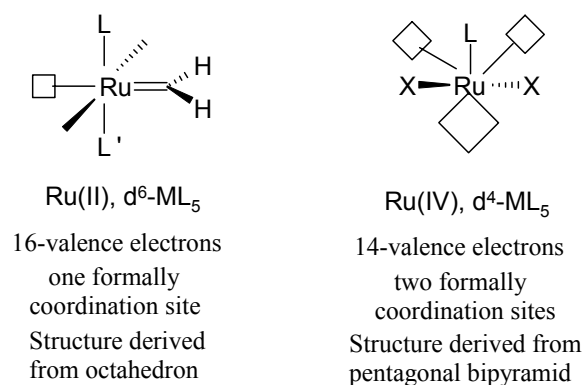 L
H
Ru
H
L '
L
X Ru X
Ru(II), d⁶-ML₅
16-valence electrons
one formally
coordination site
Structure derived
from octahedron
Ru(IV), d⁴-ML₅
14-valence electrons
two formally
coordination sites
Structure derived from
pentagonal bipyramid